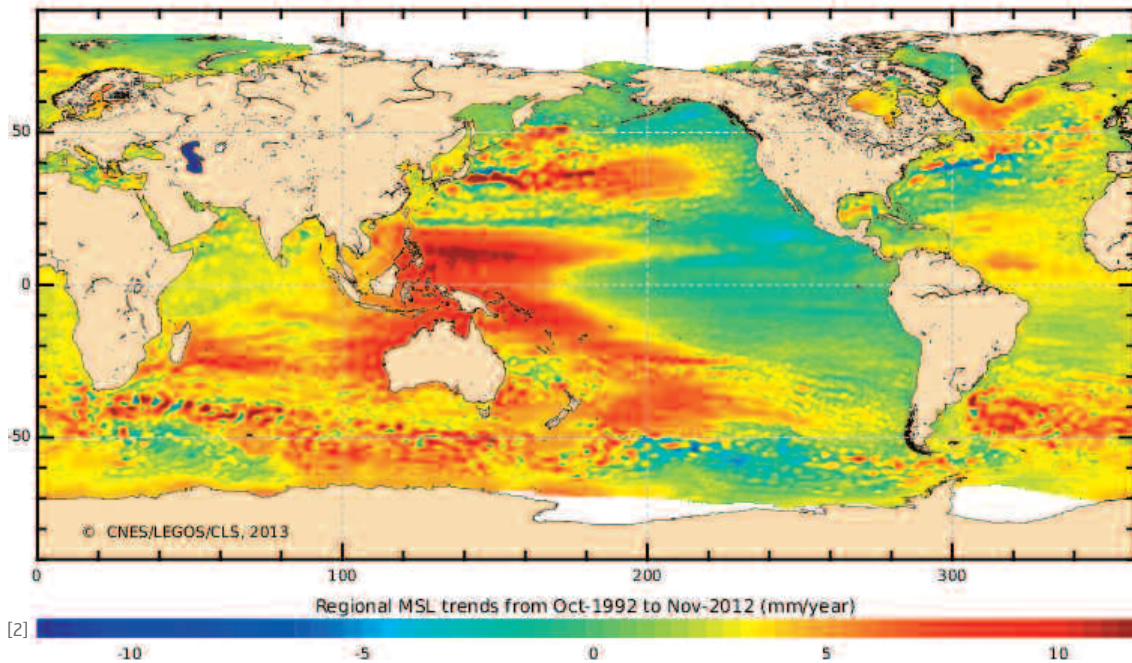 50
0
-50
© CNES/LEGOS/CLS, 2013
0 100 200 300
Regional MSL trends from Oct-1992 to Nov-2012 (mm/year)
[2]
-10 -5 0 5 10